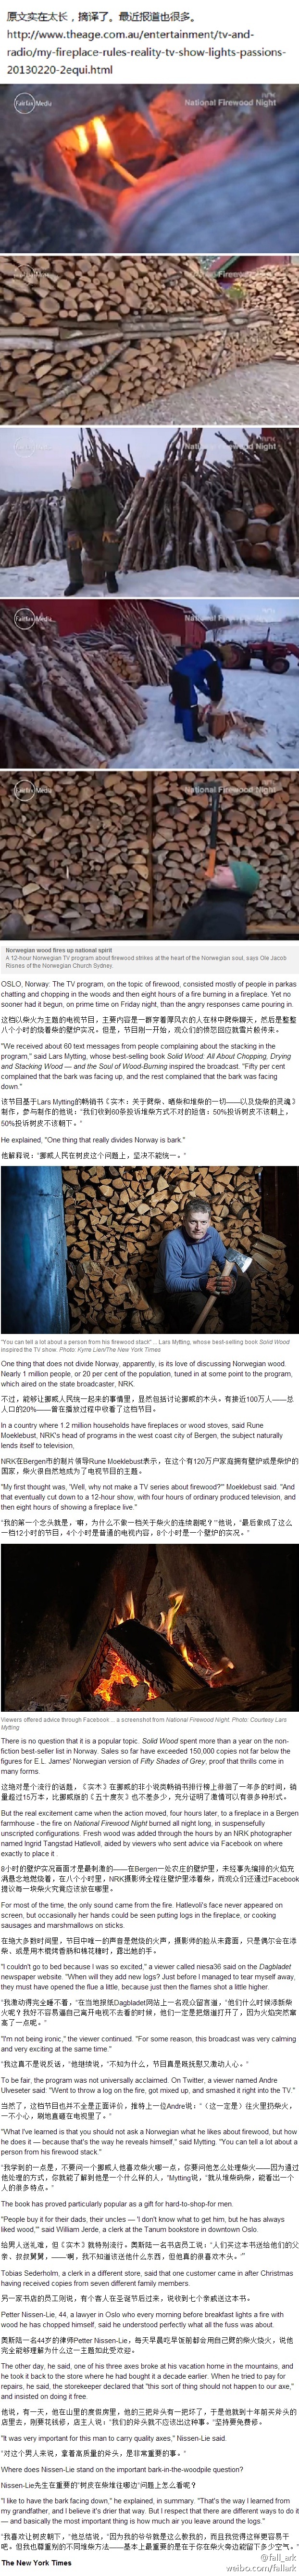 原文实在太长，摘译了。最近报道也很多。
http://www.theage.com.au/entertainment/tv-and-
radio/my-fireplace-rules-reality-tv-show-lights-passions-
20130220-2equi.html
Fairfax Media
National Firewood Night
National Firewood Night
Fairfax Media
National Firewood Night
Fairfax Media
National Firewood Night
Norwegian wood fires up national spirit
A 12-hour Norwegian TV program about firewood strikes at the heart of the Norwegian soul, says Ole Jacob
Risnes of the Norwegian Church Sydney.
OSLO, Norway: The TV program, on the topic of firewood, consisted mostly of people in parkas
chatting and chopping in the woods and then eight hours of a fire burning in a fireplace. Yet no
sooner had it begun, on prime time on Friday night, than the angry responses came pouring in.
这档以柴火为主题的电视节目，主要内容是一群穿着厚风衣的人在林中劈柴聊天，然后是整整
八个小时的烧着柴的壁炉实况。但是，节目刚一开始，观众们的愤怒回应就雪片般传来。
"We received about 60 text messages from people complaining about the stacking in the
program," said Lars Mytting, whose best-selling book Solid Wood: All About Chopping, Drying
and Stacking Wood — and the Soul of Wood-Burning inspired the broadcast. "Fifty per cent
complained that the bark was facing up, and the rest complained that the bark was facing
down."
该节目基于Lars Mytting的畅销书《实木：关于劈柴，晒柴和堆柴的一切——以及烧柴的灵魂》
制作，参与制作的他说：“我们收到60条投诉堆柴方式不对的短信：50%投诉树皮不该朝上，
50%投诉树皮不该朝下。“
He explained, "One thing that really divides Norway is bark."
他解释说：”挪威人民在树皮这个问题上，坚决不能统一。“
"You can tell a lot about a person from his firewood stack" ... Lars Mytting, whose best-selling book Solid Wood
inspired the TV show. Photo: Kyrre Lien/The New York Times
One thing that does not divide Norway, apparently, is its love of discussing Norwegian wood.
Nearly 1 million people, or 20 per cent of the population, tuned in at some point to the program,
which aired on the state broadcaster, NRK.
不过，能够让挪威人民统一起来的事情里，显然包括讨论挪威的木头。有接近100万人——总
人口的20%——曾在播放过程中收看了这档节目。
In a country where 1.2 million households have fireplaces or wood stoves, said Rune
Moeklebust, NRK's head of programs in the west coast city of Bergen, the subject naturally
lends itself to television,
NRK在Bergen市的制片领导Rune Moeklebust表示，在这个有120万户家庭拥有壁炉或是柴炉的
国家，柴火很自然地成为了电视节目的主题。
"My first thought was, 'Well, why not make a TV series about firewood?'" Moeklebust said. "And
that eventually cut down to a 12-hour show, with four hours of ordinary produced television, and
then eight hours of showing a fireplace live."
“我的第一个念头就是，‘嘛，为什么不象一档关于柴火的连续剧呢？’”他说，“最后象成了这么
一档12小时的节目，4个小时是普通的电视内容，8个小时是一个壁炉的实况。”
Viewers offered advice through Facebook ... a screenshot from National Firewood Night. Photo: Courtesy Lars
Mytting
There is no question that it is a popular topic. Solid Wood spent more than a year on the non-
fiction best-seller list in Norway. Sales so far have exceeded 150,000 copies not far below the
figures for E.L. James' Norwegian version of Fifty Shades of Grey, proof that thrills come in
many forms.
这绝对是个流行的话题，《实木》在挪威的非小说类畅销书排行榜上徘徊了一年多的时间，销
量超过15万本，比挪威版的《五十度灰》也不差多少，充分证明了激情可以有很多种形式。
But the real excitement came when the action moved, four hours later, to a fireplace in a Bergen
farmhouse - the fire on National Firewood Night burned all night long, in suspensefully
unscripted configurations. Fresh wood was added through the hours by an NRK photographer
named Ingrid Tangstad Hatlevoll, aided by viewers who sent advice via Facebook on where
exactly to place it .
8小时的壁炉实况画面才是最刺激的——在Bergen一处农庄的壁炉里，未经事先编排的火焰充
满悬念地燃烧着，在八个小时里，NRK摄影师全程往壁炉里添着柴，而观众们还通过Facebook
提议每一块柴火究竟应该放在哪里。
For most of the time, the only sound came from the fire. Hatlevoll's face never appeared on
screen, but occasionally her hands could be seen putting logs in the fireplace, or cooking
sausages and marshmallows on sticks.
在绝大多数时间里，节目中唯一的声音是燃烧的火声，摄影师的脸从未露面，只是偶尔会在添
柴、或是用木棍烤香肠和棉花糖时，露出她的手。
"I couldn't go to bed because I was so excited," a viewer called niesa36 said on the Dagbladet
newspaper website. "When will they add new logs? Just before I managed to tear myself away,
they must have opened the flue a little, because just then the flames shot a little higher.
“我激动得完全睡不着，”在当地报纸Dagbladet网站上一名观众留言道，“他们什么时候添新柴
火呢？我好不容易逼自己离开电视不去看的时候，他们一定是把烟道打开了，因为火焰突然窜
高了一点呢。”
"I'm not being ironic," the viewer continued. "For some reason, this broadcast was very calming
and very exciting at the same time."
“我这真不是说反话，”他继续说，“不知为什么，节目真是既抚慰又激动人心。”
To be fair, the program was not universally acclaimed. On Twitter, a viewer named Andre
Ulveseter said: "Went to throw a log on the fire, got mixed up, and smashed it right into the TV."
当然了，这档节目也并不全是正面评价，推特上一位Andre说：“（这一定是）往火里扔柴火，
一不小心，刷地直砸在电视里了。”
"What I've learned is that you should not ask a Norwegian what he likes about firewood, but how
he does it — because that's the way he reveals himself," said Mytting. "You can tell a lot about a
person from his firewood stack."
“我学到的一点是，不要问一个挪威人他喜欢柴火哪一点，你要问他怎么处理柴火——因为通过
他处理的方式，你就能了解到他是一个什么样的人，”Mytting说，“就从堆柴码柴，能看出一个
人的很多特点。”
The book has proved particularly popular as a gift for hard-to-shop-for men.
"People buy it for their dads, their uncles — 'I don't know what to get him, but he has always
liked wood,'" said William Jerde, a clerk at the Tanum bookstore in downtown Oslo.
给男人送礼难，但《实木》就特别流行。奥斯陆一名书店员工说：“人们买这本书送给他们的父
亲，叔叔舅舅，——‘啊，我不知道该送他什么东西，但他真的很喜欢木头。’”
Tobias Sederholm, a clerk in a different store, said that one customer came in after Christmas
having received copies from seven different family members.
另一家书店的员工则说，有个客人在圣诞节后过来，说收到七个亲戚送这本书。
Petter Nissen-Lie, 44, a lawyer in Oslo who every morning before breakfast lights a fire with
wood he has chopped himself, said he understood perfectly what all the fuss was about.
奥斯陆一名44岁的律师Petter Nissen-Lie，每天早晨吃早饭前都会用自己劈的柴火烧火，说他
完全能够理解为什么这一主题如此受欢迎。
The other day, he said, one of his three axes broke at his vacation home in the mountains, and
he took it back to the store where he had bought it a decade earlier. When he tried to pay for
repairs, he said, the storekeeper declared that "this sort of thing should not happen to our axe,"
and insisted on doing it free.
他说，有一天，他在山里的度假房里，他的三把斧头有一把坏了，于是他就到十年前买斧头的
店里去，刚要花钱修，店主人说：“我们的斧头就不应该出这种事。”坚持要免费修。
"It was very important for this man to carry quality axes," Nissen-Lie said.
“对这个男人来说，拿着高质量的斧头，是非常重要的事。”
Where does Nissen-Lie stand on the important bark-in-the-woodpile question?
Nissen-Lie先生在重要的“树皮在柴堆往哪边”问题上怎么看呢？
"I like to have the bark facing down," he explained, in summary. "That's the way I learned from
my grandfather, and I believe it's drier that way. But I respect that there are different ways to do it
— and basically the most important thing is how much air you leave around the logs."
“我喜欢让树皮朝下，”他总结说，“因为我的爷爷就是这么教我的，而且我觉得这样更容易干
吧。但我也尊重别的不同堆柴方法——基本上最重要的是在于你在柴火旁边就留下多少空气。”
The New York Times
@fall_ark
weibo.com/fallark